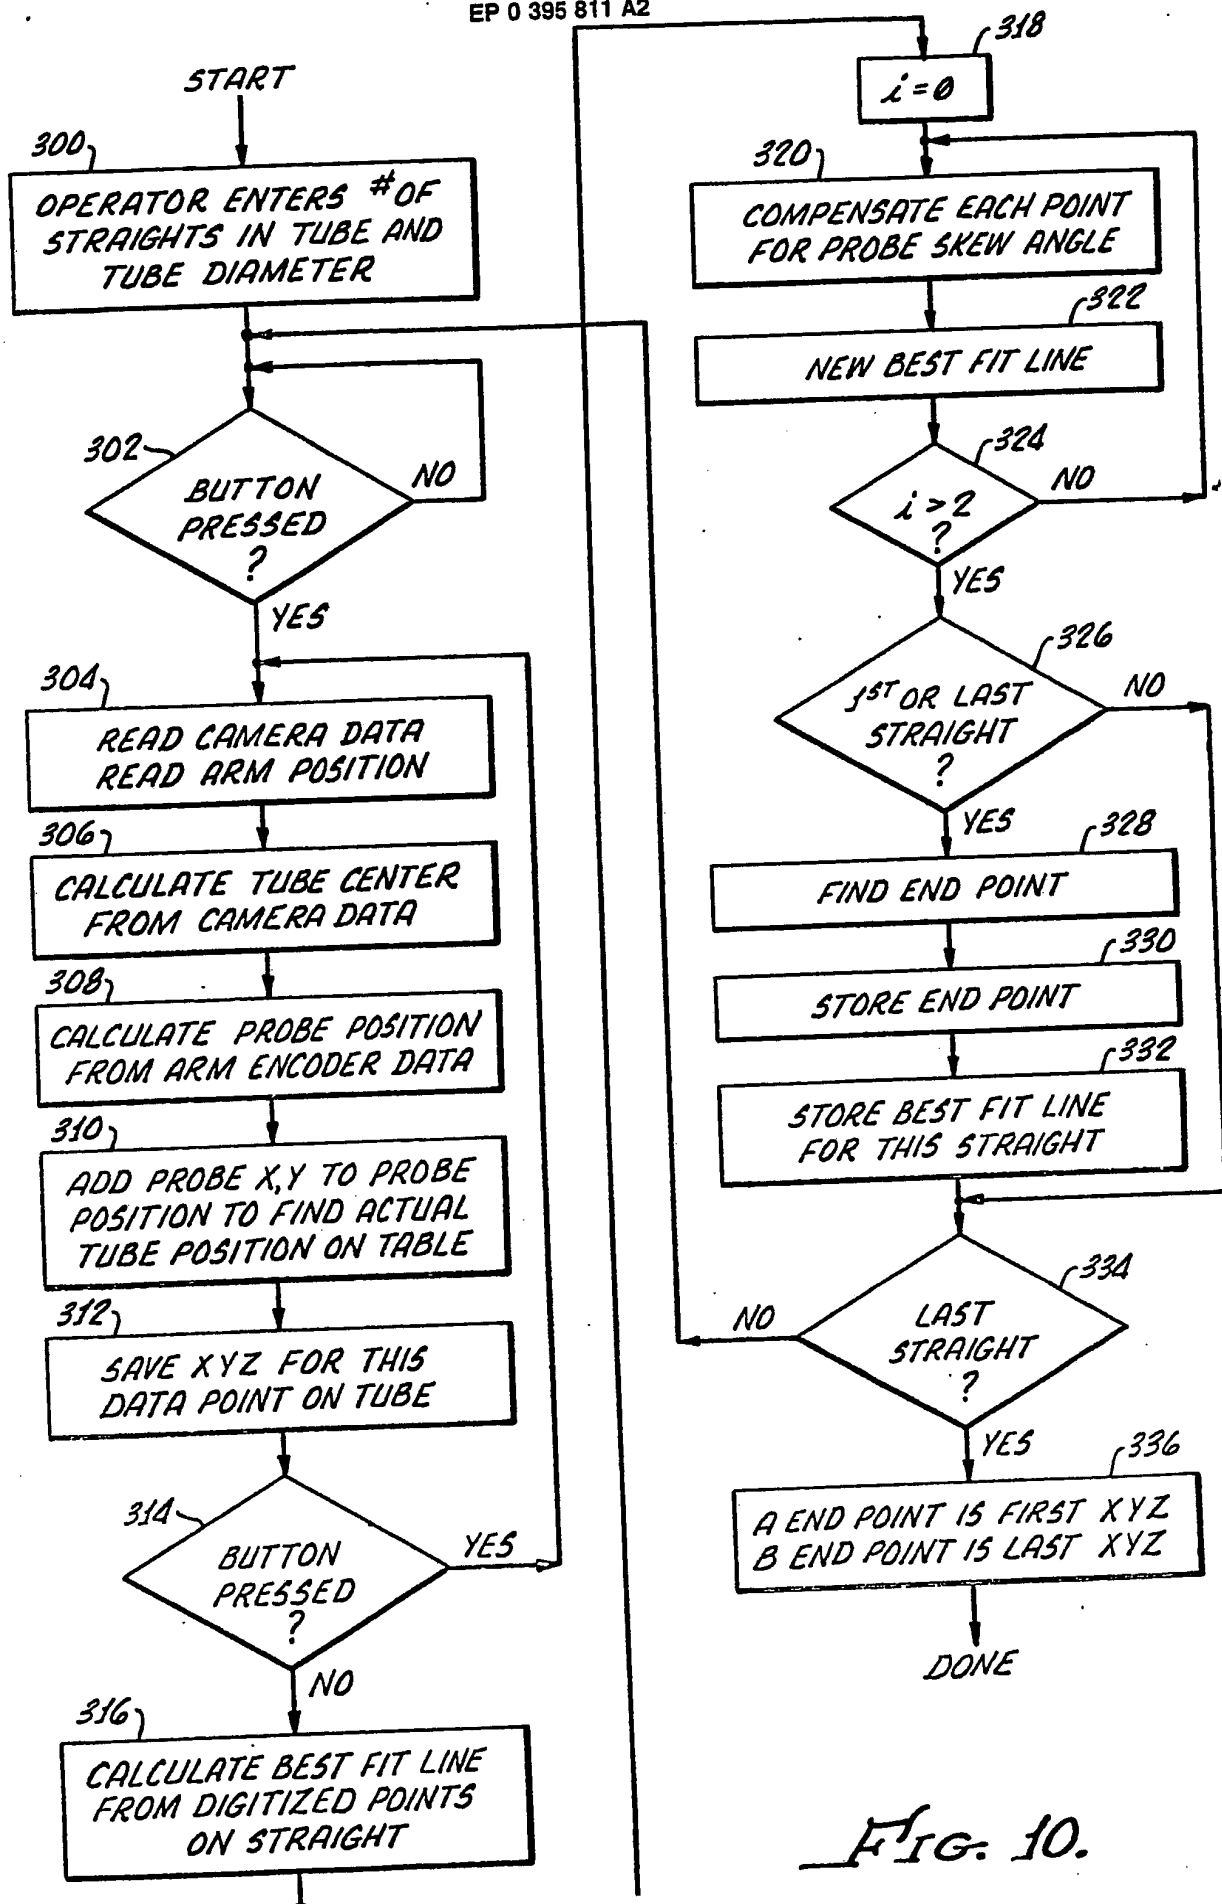 EP 0 395 811 A2
START
300
OPERATOR ENTERS # OF
STRAIGHTS IN TUBE AND
TUBE DIAMETER
302
BUTTON
PRESSED
?
NO
YES
304
READ CAMERA DATA
READ ARM POSITION
306
CALCULATE TUBE CENTER
FROM CAMERA DATA
308
CALCULATE PROBE POSITION
FROM ARM ENCODER DATA
310
ADD PROBE X,Y TO PROBE
POSITION TO FIND ACTUAL
TUBE POSITION ON TABLE
312
SAVE XYZ FOR THIS
DATA POINT ON TUBE
314
BUTTON
PRESSED
?
YES
NO
316
CALCULATE BEST FIT LINE
FROM DIGITIZED POINTS
ON STRAIGHT
318
i = 0
320
COMPENSATE EACH POINT
FOR PROBE SKEW ANGLE
322
NEW BEST FIT LINE
324
i > 2
?
NO
YES
326
1ST OR LAST
STRAIGHT
?
NO
YES
328
FIND END POINT
330
STORE END POINT
332
STORE BEST FIT LINE
FOR THIS STRAIGHT
334
LAST
STRAIGHT
?
NO
YES
336
A END POINT IS FIRST XYZ
B END POINT IS LAST XYZ
DONE
FIG. 10.